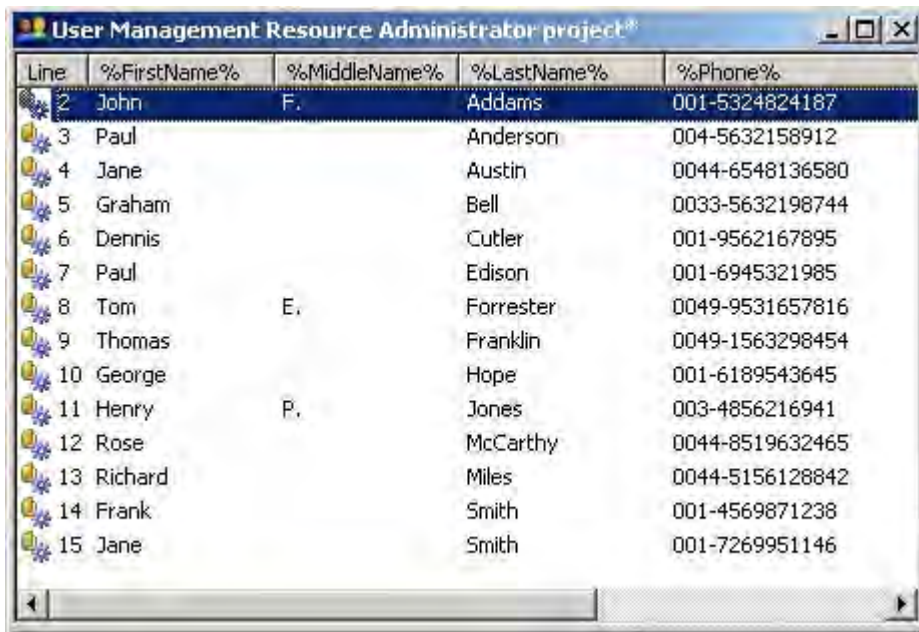 User Management Resource Administrator project*
Line %FirstName% %MiddleName% %LastName% %Phone%
2 John F. Addams 001-5324824187
3 Paul Anderson 004-5632158912
4 Jane Austin 0044-6548136580
5 Graham Bell 0033-5632198744
6 Dennis Cutler 001-9562167895
7 Paul Edison 001-6945321985
8 Tom E. Forrester 0049-9531657816
9 Thomas Franklin 0049-1563298454
10 George Hope 001-6189543645
11 Henry P. Jones 003-4856216941
12 Rose McCarthy 0044-8519632465
13 Richard Miles 0044-5156128842
14 Frank Smith 001-4569871238
15 Jane Smith 001-7269951146